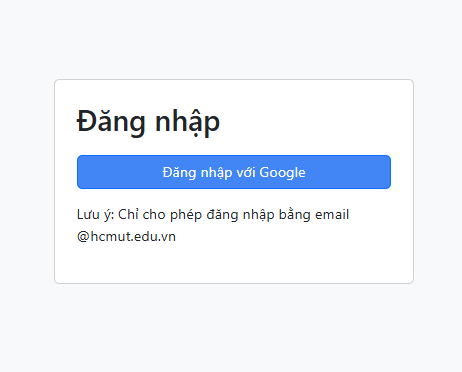 Đăng nhập
Đăng nhập với Google
Lưu ý: Chỉ cho phép đăng nhập bằng email
@hcmut.edu.vn